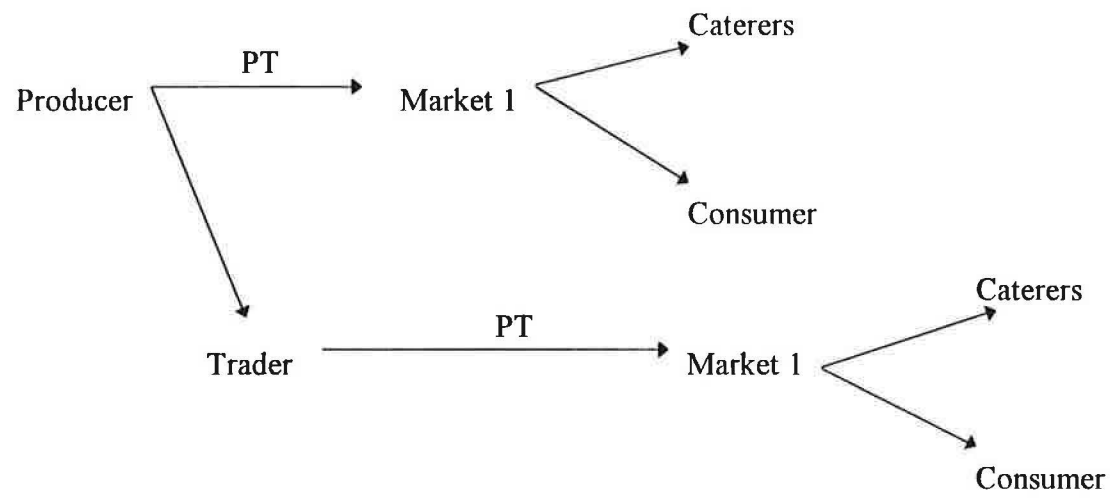 Caterers
PT
Producer
Market 1
Consumer
Caterers
PT
Trader
Market 1
Consumer